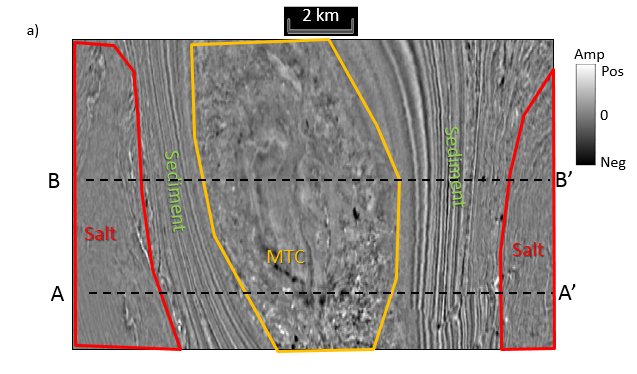 2 km
a)
Amp
Pos
0
Neg
Sediment
Sediment
B
B’
Salt
Salt
MTC
A
A’